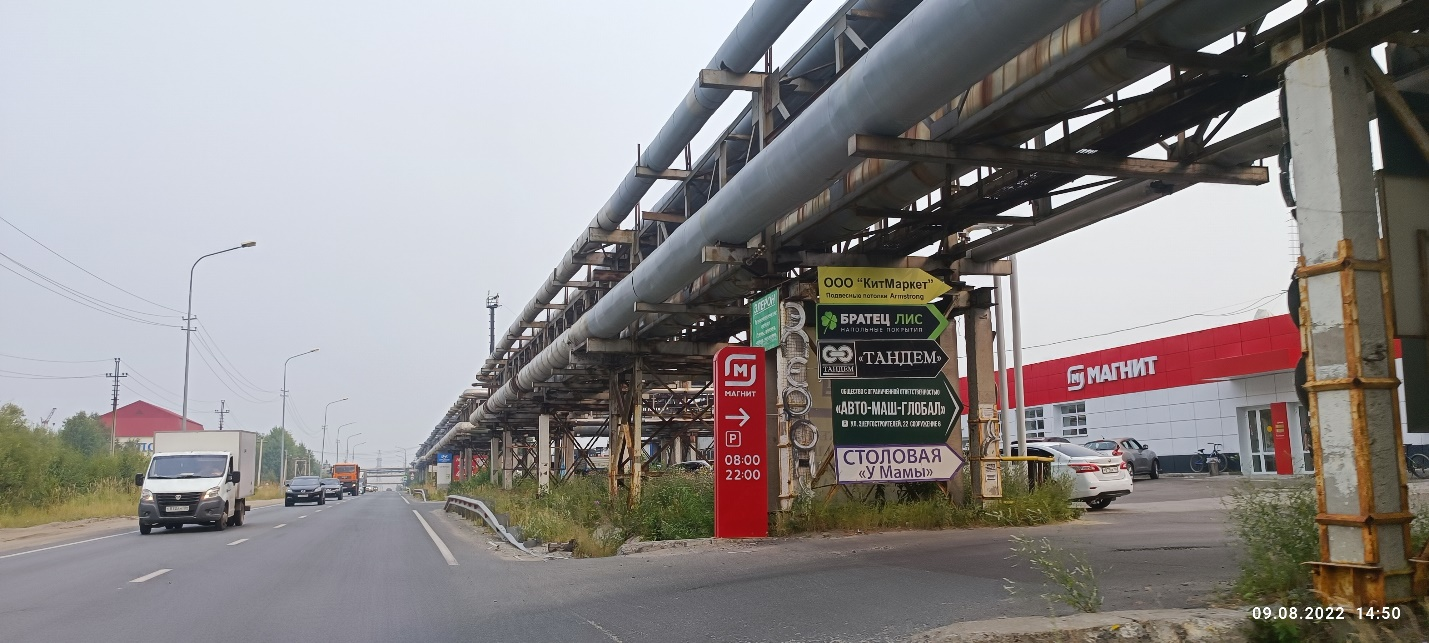 ООО "КитМаркет"
Подвесные потолки Armstrong
БРАТЕЦ ЛИС
НАПОЛЬНЫЕ ПОКРЫТИЯ
«ТАНДЕМ»
ТАНДЕМ
ОБЩЕСТВО С ОГРАНИЧЕННОЙ ОТВЕТСТВЕННОСТЬЮ
«АВТО-МАШ-ГЛОБАЛ»
УЛ. ЭНЕРГОСТРОИТЕЛЕЙ, 22 СООРУЖЕНИЕ 6
СТОЛОВАЯ
«У Мамы»
М
МАГНИТ
P
08:00
22:00
М МАГНИТ
09.08.2022 14:50